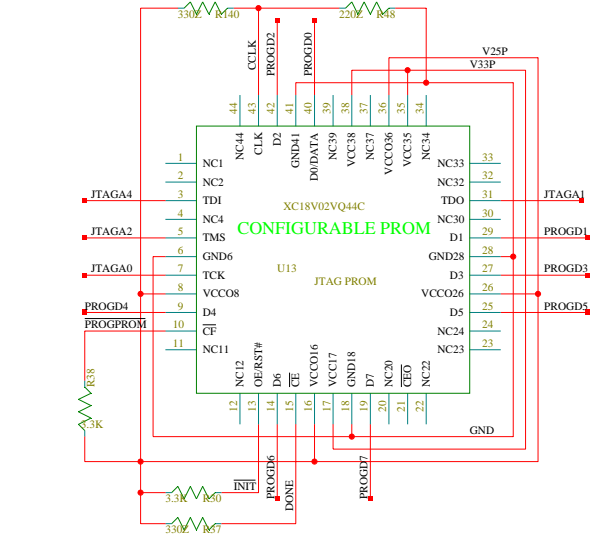 330Z R140
220Z R48
CCLK
PROGD2
PROGD0
V25P
V33P
44 43 42 41 40 39 38 37 36 35 34
NC44 CLK D2 GND41 D0/DATA NC39 VCC38 NC37 VCCO36 VCC35 NC34
1 NC1 NC33 33
2 NC2 NC32 32
JTAGA4 3 TDI TDO 31 JTAGA1
XC18V02VQ44C
4 NC4 NC30 30
CONFIGURABLE PROM
JTAGA2 5 TMS D1 29 PROGD1
6 GND6 GND28 28
U13
JTAGA0 7 TCK D3 27 PROGD3
JTAG PROM
8 VCCO8 VCCO26 26
PROGD4 9 D4 D5 25 PROGD5
PROGPROM 10 CF NC24 24
11 NC11 NC23 23
NC12 OE/RST# D6 CE VCCO16 VCC17 GND18 D7 NC20 CEO NC22
12 13 14 15 16 17 18 19 20 21 22
R38
3.3K
GND
PROGD6
PROGD7
INIT
DONE
3.3K R30
330Z R37